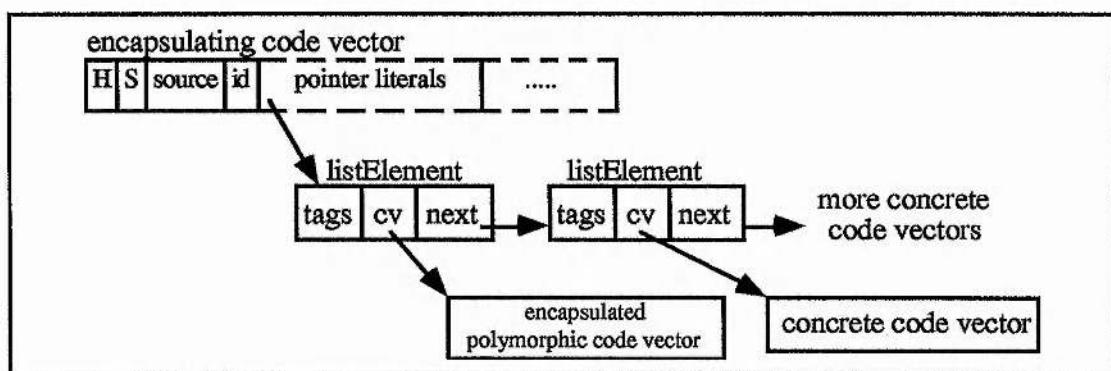 encapsulating code vector
H S source id pointer literals .....
listElement listElement
tags cv next tags cv next
more concrete
code vectors
encapsulated
polymorphic code vector
concrete code vector